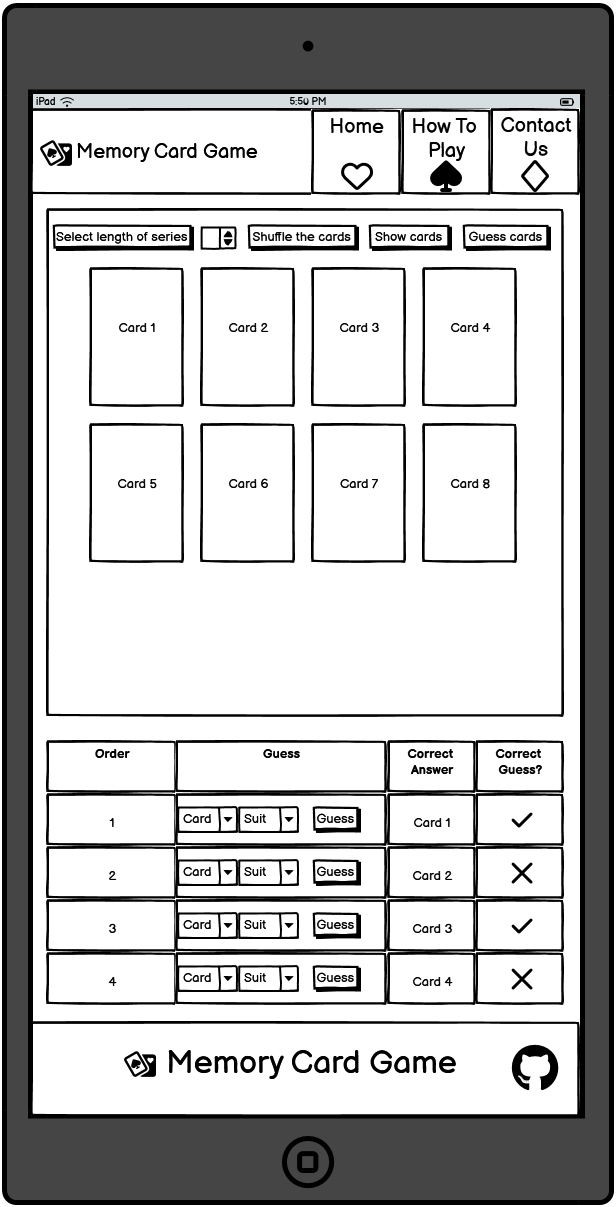 iPad 5:50 PM
Memory Card Game
Home
How To
Play
Contact
Us
Select length of series Shuffle the cards Show cards Guess cards
Card 1 Card 2 Card 3 Card 4
Card 5 Card 6 Card 7 Card 8
Order Guess Correct
Answer Correct
Guess?
1 Card Suit Guess Card 1
2 Card Suit Guess Card 2
3 Card Suit Guess Card 3
4 Card Suit Guess Card 4
Memory Card Game